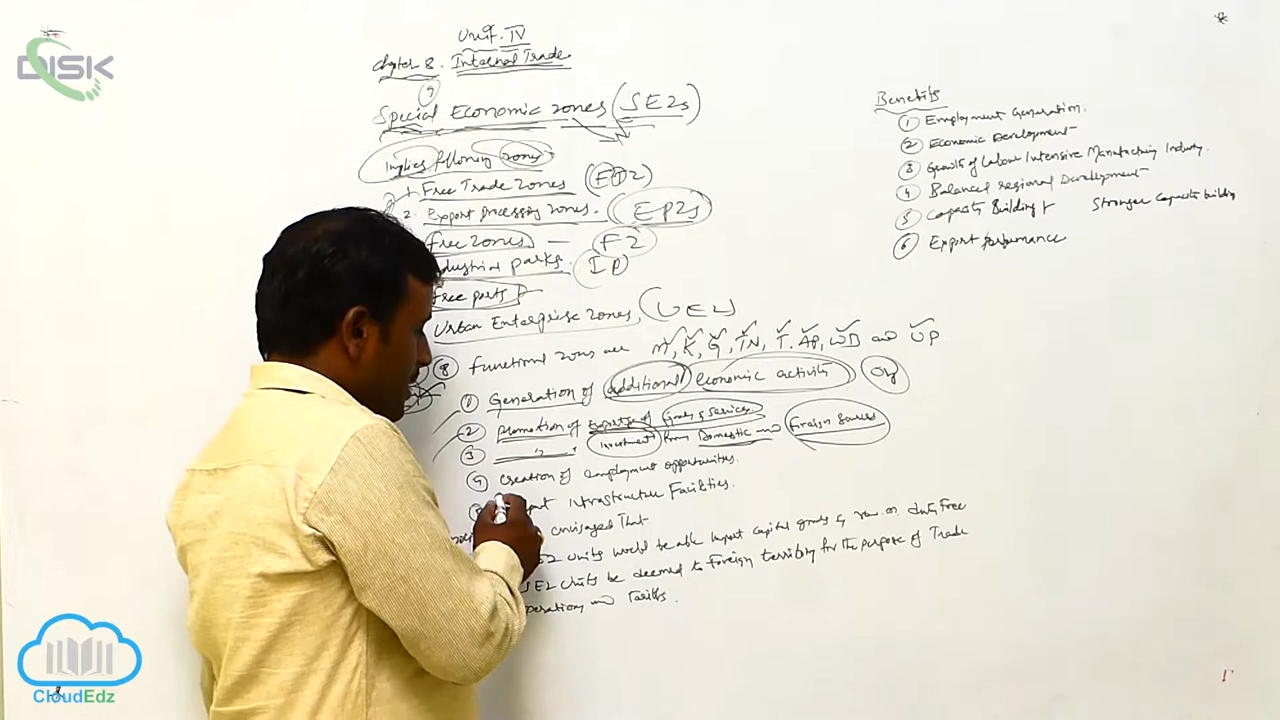 DISK
Unit. IV
Chapter 8. Internal Trade
Special Economic zones (SEZs)
Implies following zones
1 Free Trade Zones (FTZ)
2. Export processing zones. (EPZs)
free zones — FZ
Industrial parks. IP
free ports
Urban Enterprise Zones, (UEZ)
8 Functional zones are M, K, G, TN, T. AP, WB and UP
1 Generation of additional economic activity
2 promotion of exports of Goods & Services
3 " " investment from Domestic and Foreign Sources
4 creation of employment opportunities.
infrastructure Facilities.
envisaged That
units would be able import capital goods & raw on duty free
SEZ units be deemed to foreign territory for the purpose of Trade
operations and Tariffs.
Benefits
1 Employment Generation.
2 Economic Development
3 Growth of Labour Intensive Manufacturing Industry.
4 Balanced regional Development
5 Capacity Building Stronger Capacity building
6 Export performance
CloudEdz